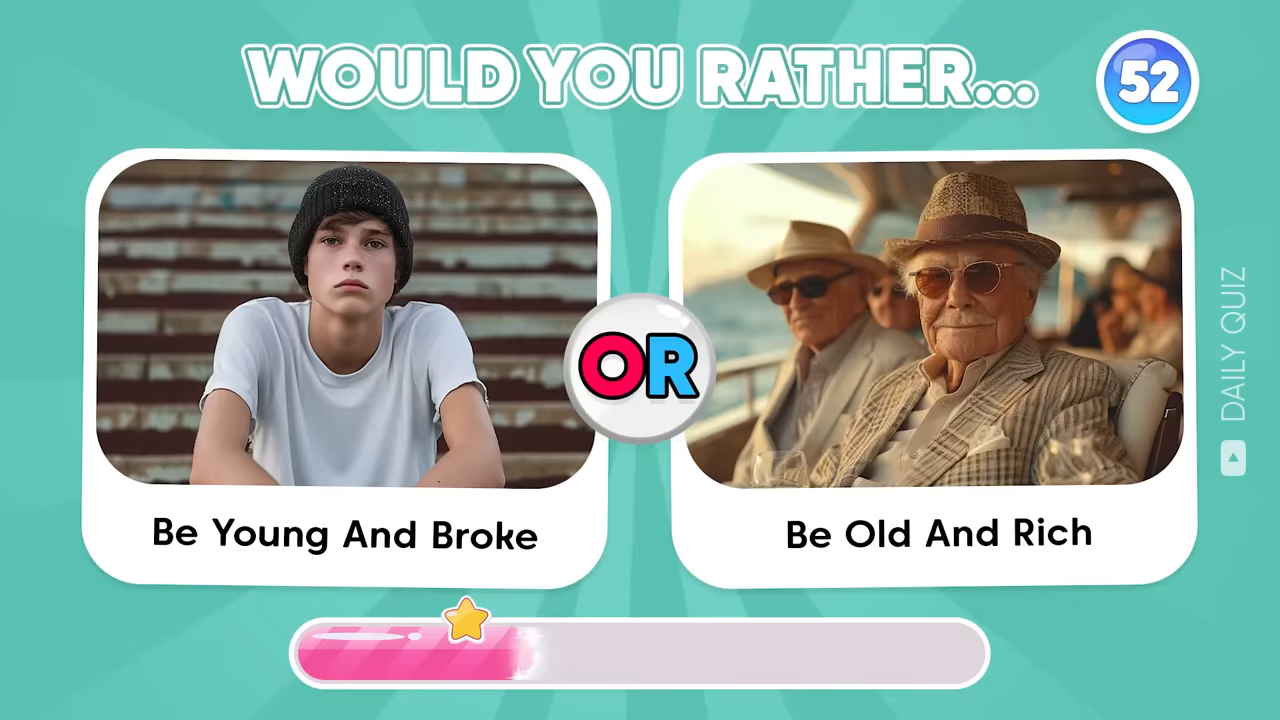 WOULD YOU RATHER...
52
OR
Be Young And Broke
Be Old And Rich
DAILY QUIZ